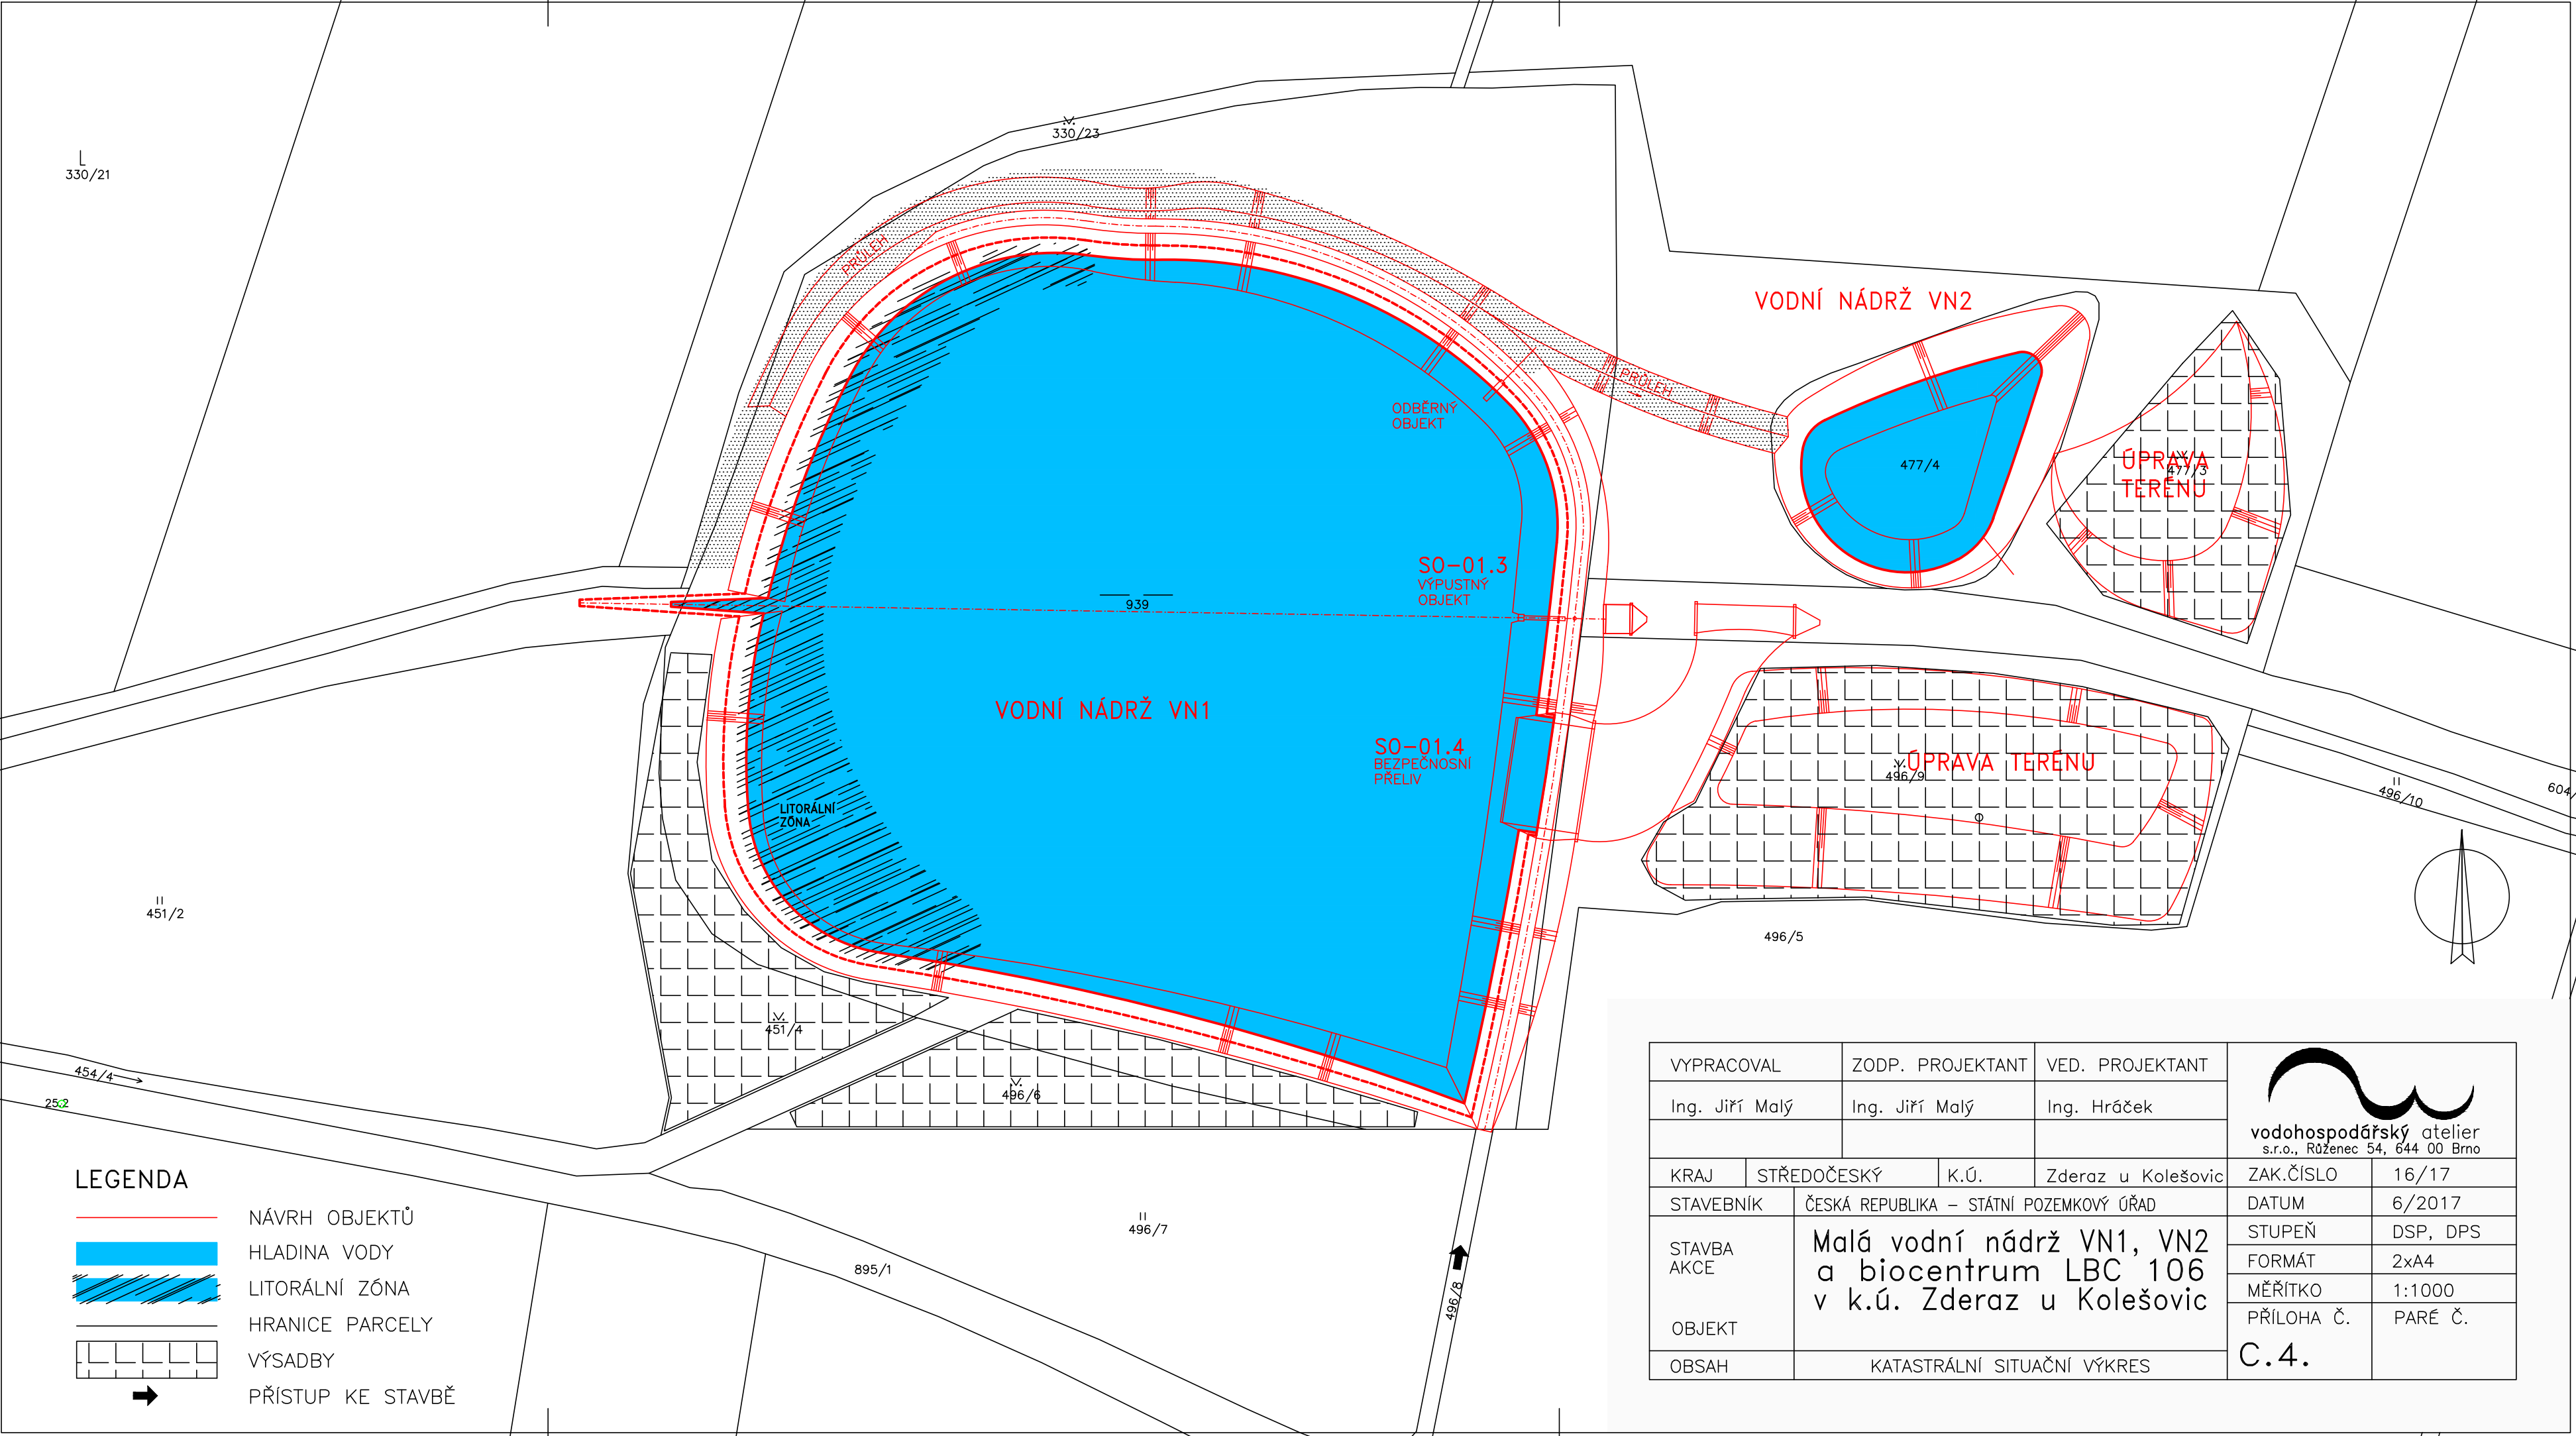 330/21
330/23
PRŮLEH
VODNÍ NÁDRŽ VN2
PRŮLEH
ODBĚRNÝ
OBJEKT
477/4
ÚPRAVA
477/3
TERÉNU
SO-01.3
VÝPUSTNÝ
OBJEKT
939
VODNÍ NÁDRŽ VN1
SO-01.4
BEZPEČNOSNÍ
PŘELIV
ÚPRAVA TERÉNU
496/9
496/10
604/
LITORÁLNÍ
ZÓNA
451/2
496/5
451/4
454/4
25.2
496/6
496/7
895/1
496/8
LEGENDA
NÁVRH OBJEKTŮ
HLADINA VODY
LITORÁLNÍ ZÓNA
HRANICE PARCELY
VÝSADBY
PŘÍSTUP KE STAVBĚ
VYPRACOVAL ZODP. PROJEKTANT VED. PROJEKTANT
Ing. Jiří Malý Ing. Jiří Malý Ing. Hráček
vodohospodářský atelier
s.r.o., Růženec 54, 644 00 Brno
KRAJ STŘEDOČESKÝ K.Ú. Zderaz u Kolešovic
ZAK.ČÍSLO 16/17
STAVEBNÍK ČESKÁ REPUBLIKA – STÁTNÍ POZEMKOVÝ ÚŘAD
DATUM 6/2017
STAVBA
AKCE
Malá vodní nádrž VN1, VN2
a biocentrum LBC 106
v k.ú. Zderaz u Kolešovic
STUPEŇ DSP, DPS
FORMÁT 2xA4
MĚŘÍTKO 1:1000
OBJEKT
PŘÍLOHA Č. PARÉ Č.
C.4.
OBSAH KATASTRÁLNÍ SITUAČNÍ VÝKRES